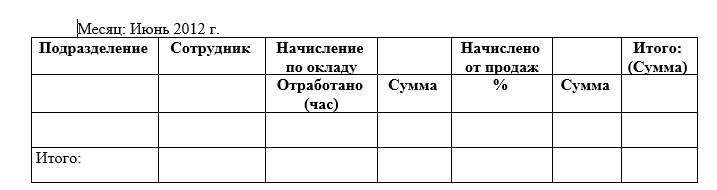 Месяц: Июнь 2012 г.
Подразделение Сотрудник Начисление Начислено Итого:
по окладу от продаж (Сумма)
Отработано Сумма % Сумма
(час)
Итого: